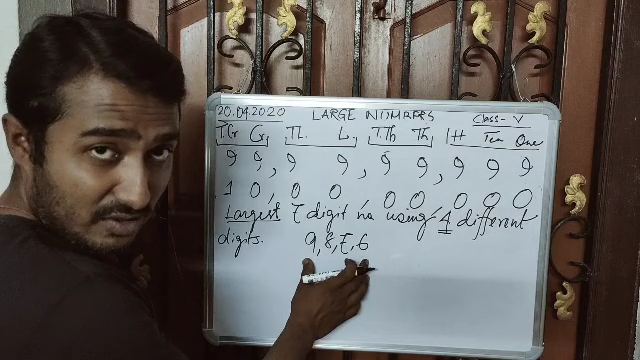 20.04.2020 LARGE NUMBERS Class-V
TCr Cr, TL L, T.Th Th, H Ten One
9 9, 9 9, 9 9, 9 9 9
1 0, 0 0, 0 0, 0 0 0
Largest 7 digit no using 4 different
digits. 9, 8, 7, 6